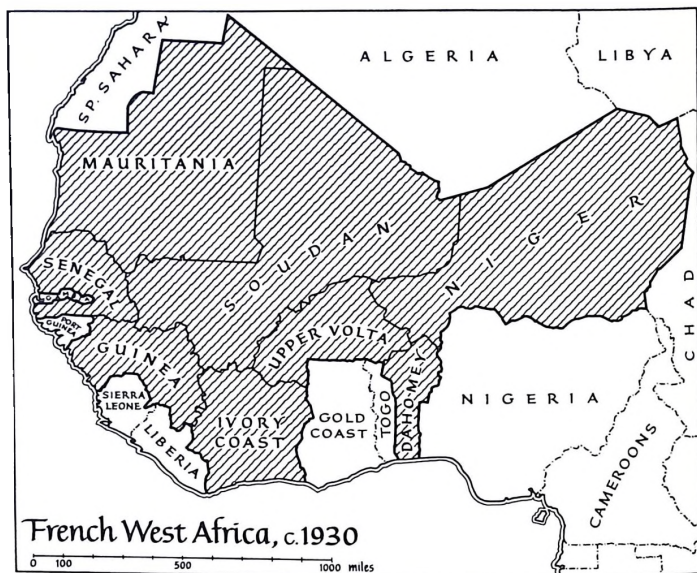 SP. SAHARA
ALGERIA
LIBYA
MAURITANIA
SOUDAN
NIGER
CHAD
SENEGAL
PORT
GUINEA
GUINEA
UPPER VOLTA
DAHOMEY
SIERRA
LEONE
LIBERIA
IVORY
COAST
GOLD
COAST
TOGO
NIGERIA
CAMEROONS
French West Africa, c.1930
0 100 500 1000 miles